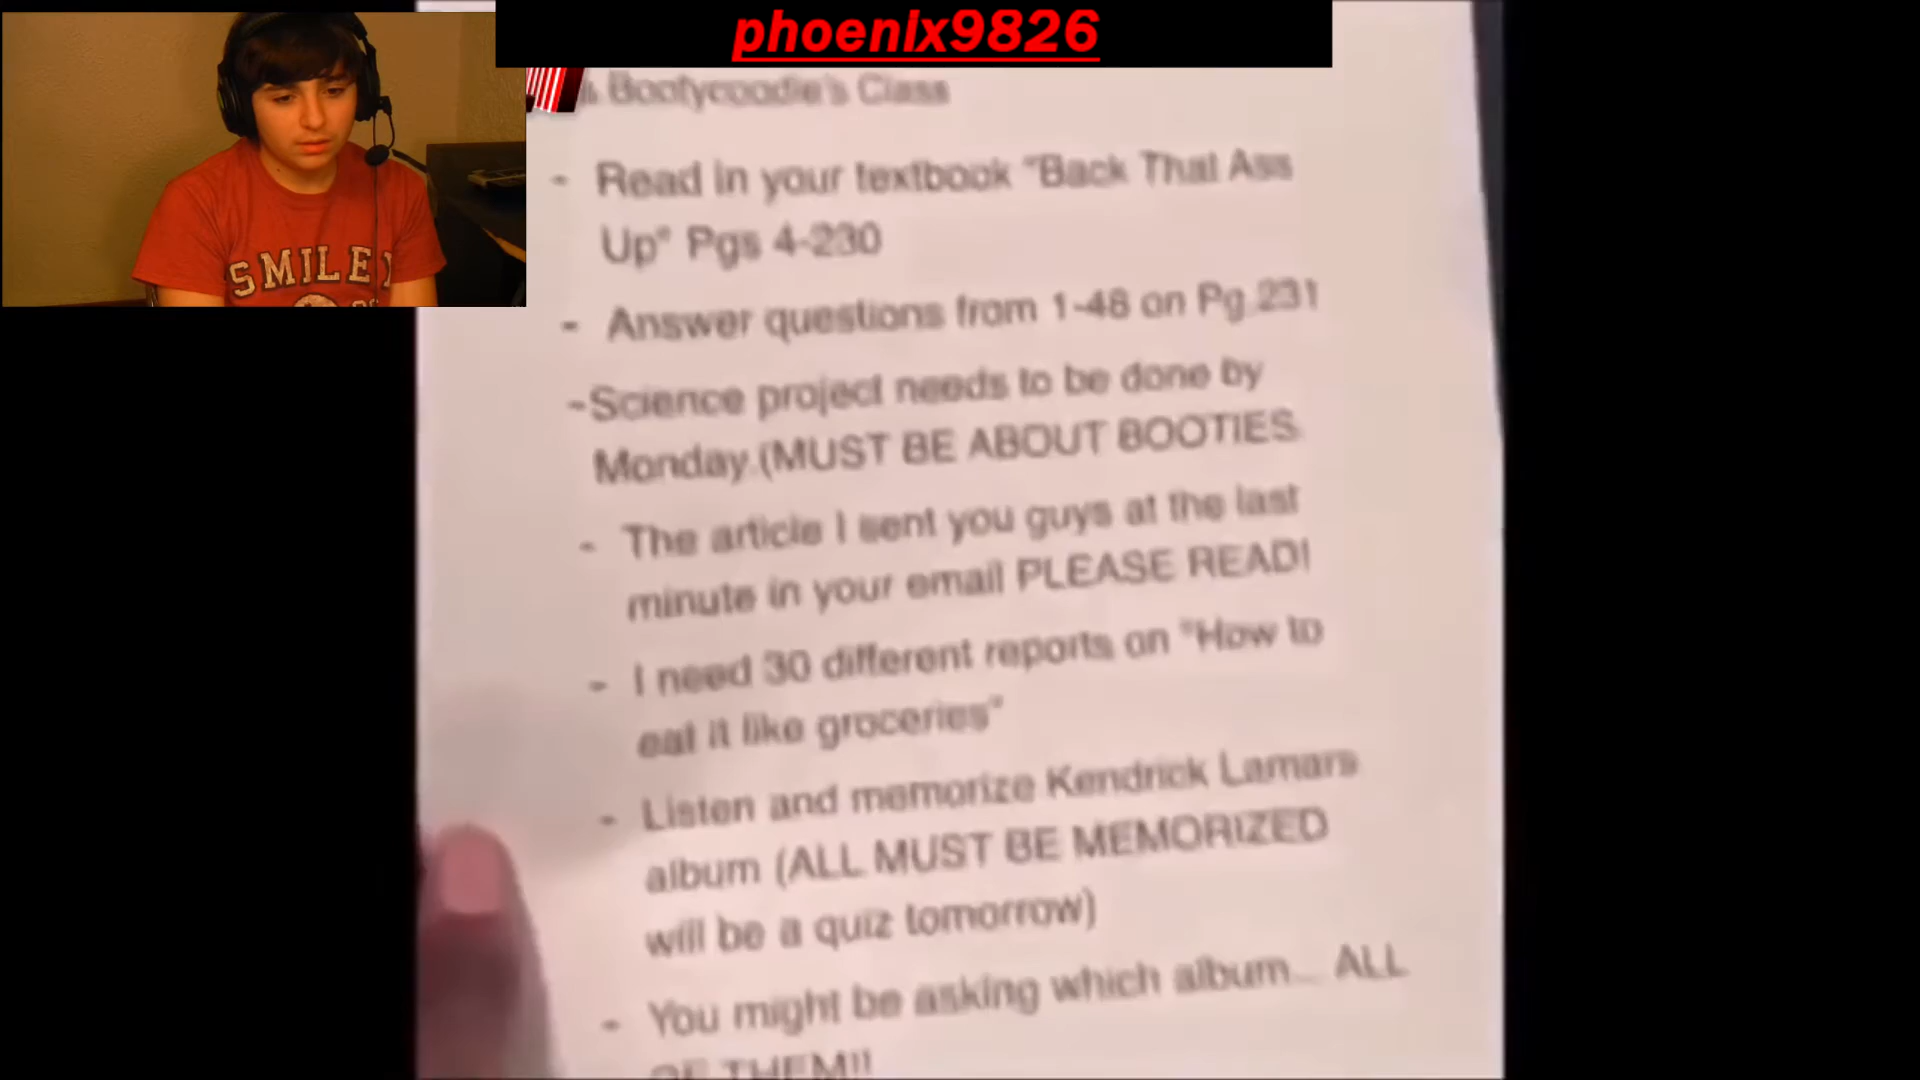 phoenix9826
SMILEY
Bootycoodie's Class
- Read in your textbook "Back That Ass
Up" Pgs 4-230
- Answer questions from 1-48 on Pg.231
-Science project needs to be done by
Monday.(MUST BE ABOUT BOOTIES
- The article I sent you guys at the last
minute in your email PLEASE READ!
- I need 30 different reports on "How to
eat it like groceries"
- Listen and memorize Kendrick Lamars
album (ALL MUST BE MEMORIZED
will be a quiz tomorrow)
- You might be asking which album... ALL
OF THEM!!